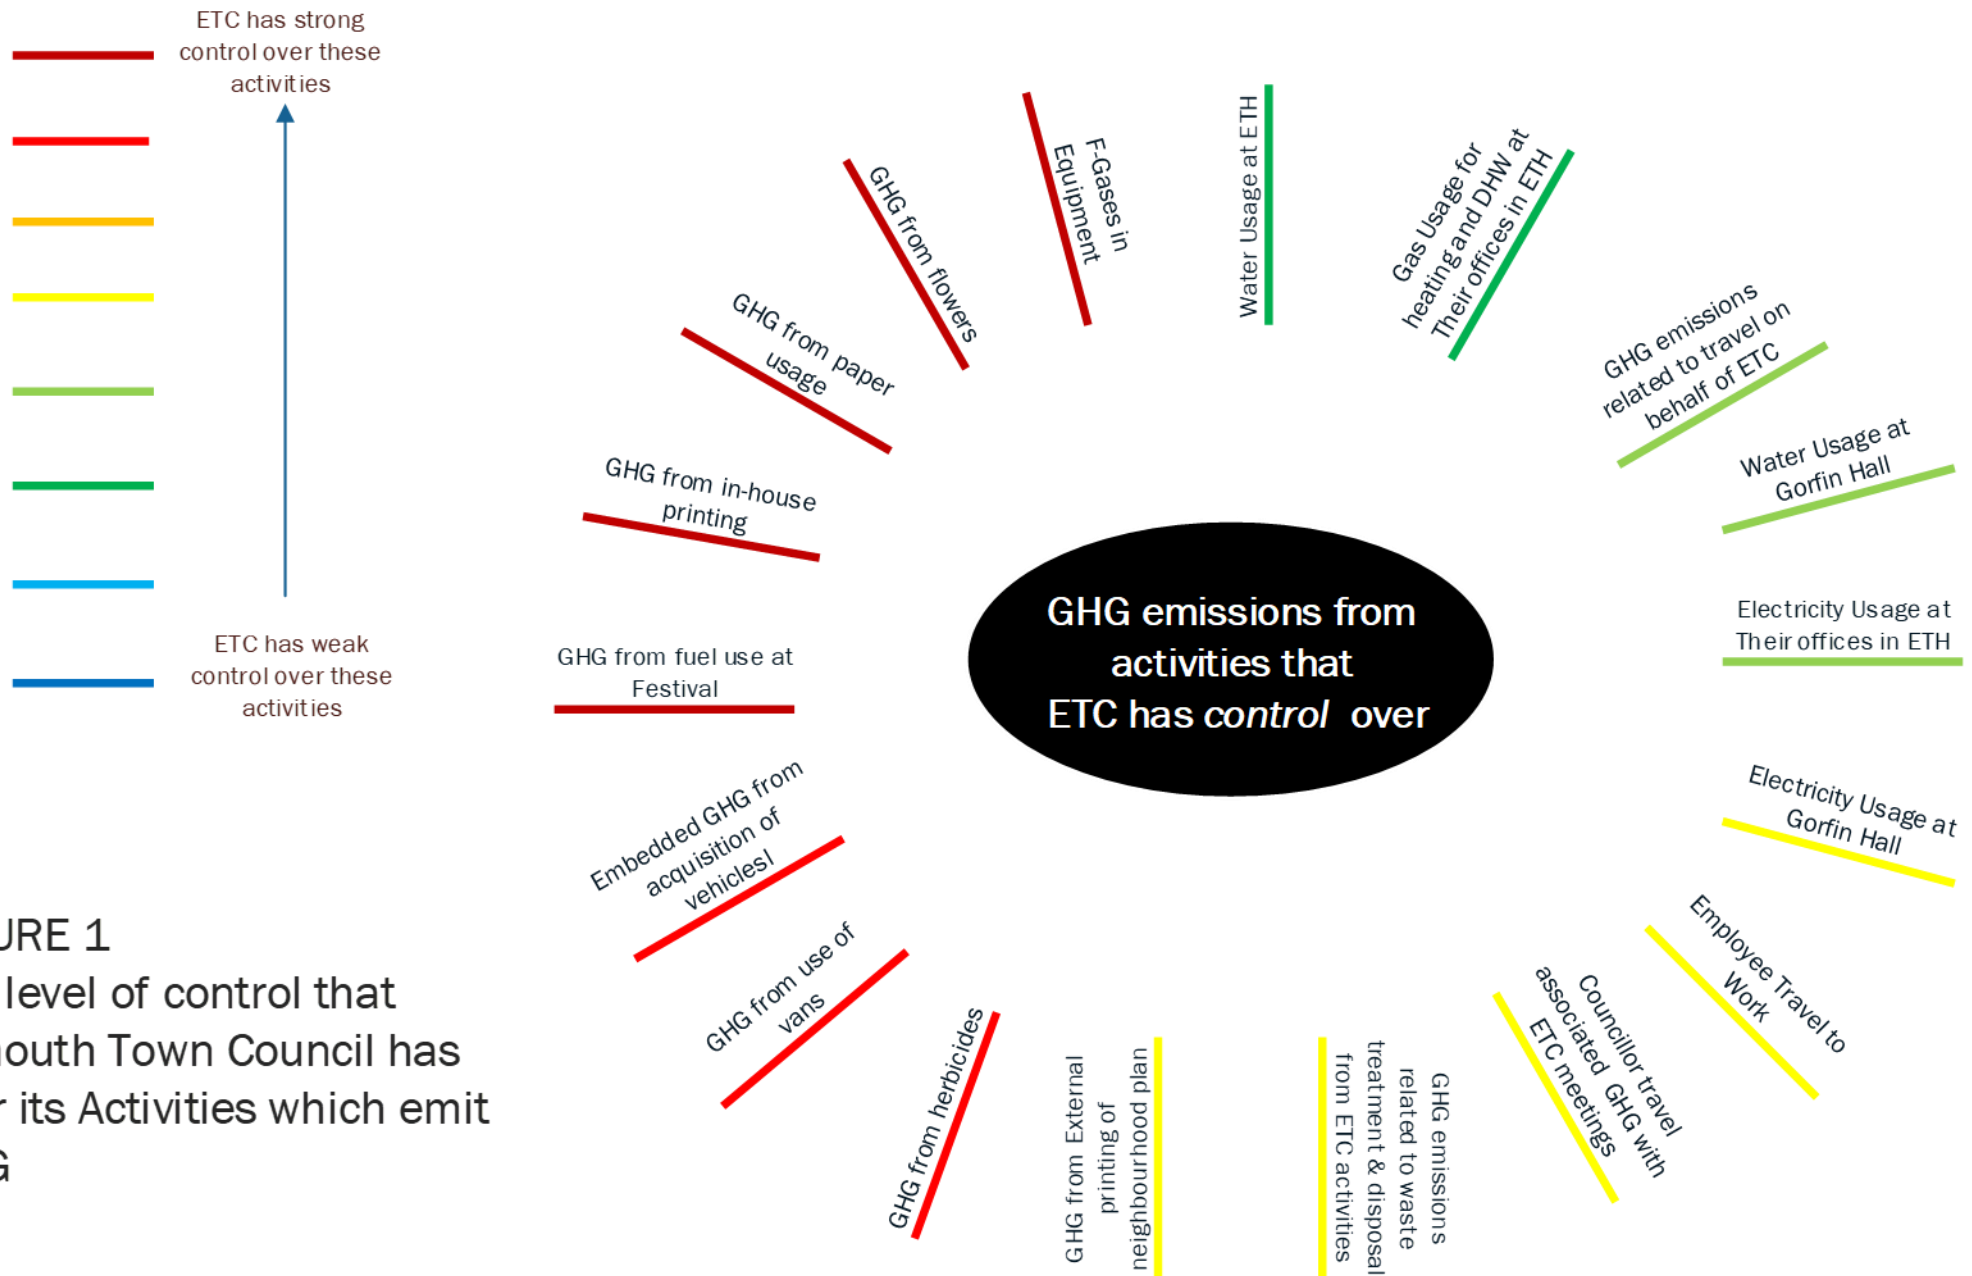 ETC has strong
control over these
activities
ETC has weak
control over these
activities
URE 1
level of control that
outh Town Council has
r its Activities which emit
G
GHG emissions from
activities that
ETC has control over
Water Usage at ETH
Gas Usage for
heating and DHW at
Their offices in ETH
GHG emissions
related to travel on
behalf of ETC
Water Usage at
Gorfin Hall
Electricity Usage at
Their offices in ETH
Electricity Usage at
Gorfin Hall
Employee Travel to
Work
Councillor travel
associated GHG with
ETC meetings
GHG emissions
related to waste
treatment & disposal
from ETC activities
GHG from External
printing of
neighbourhood plan
GHG from herbicides
GHG from use of
vans
Embedded GHG from
acquisition of
vehiclesl
GHG from fuel use at
Festival
GHG from in-house
printing
GHG from paper
usage
GHG from flowers
F-Gases in
Equipment